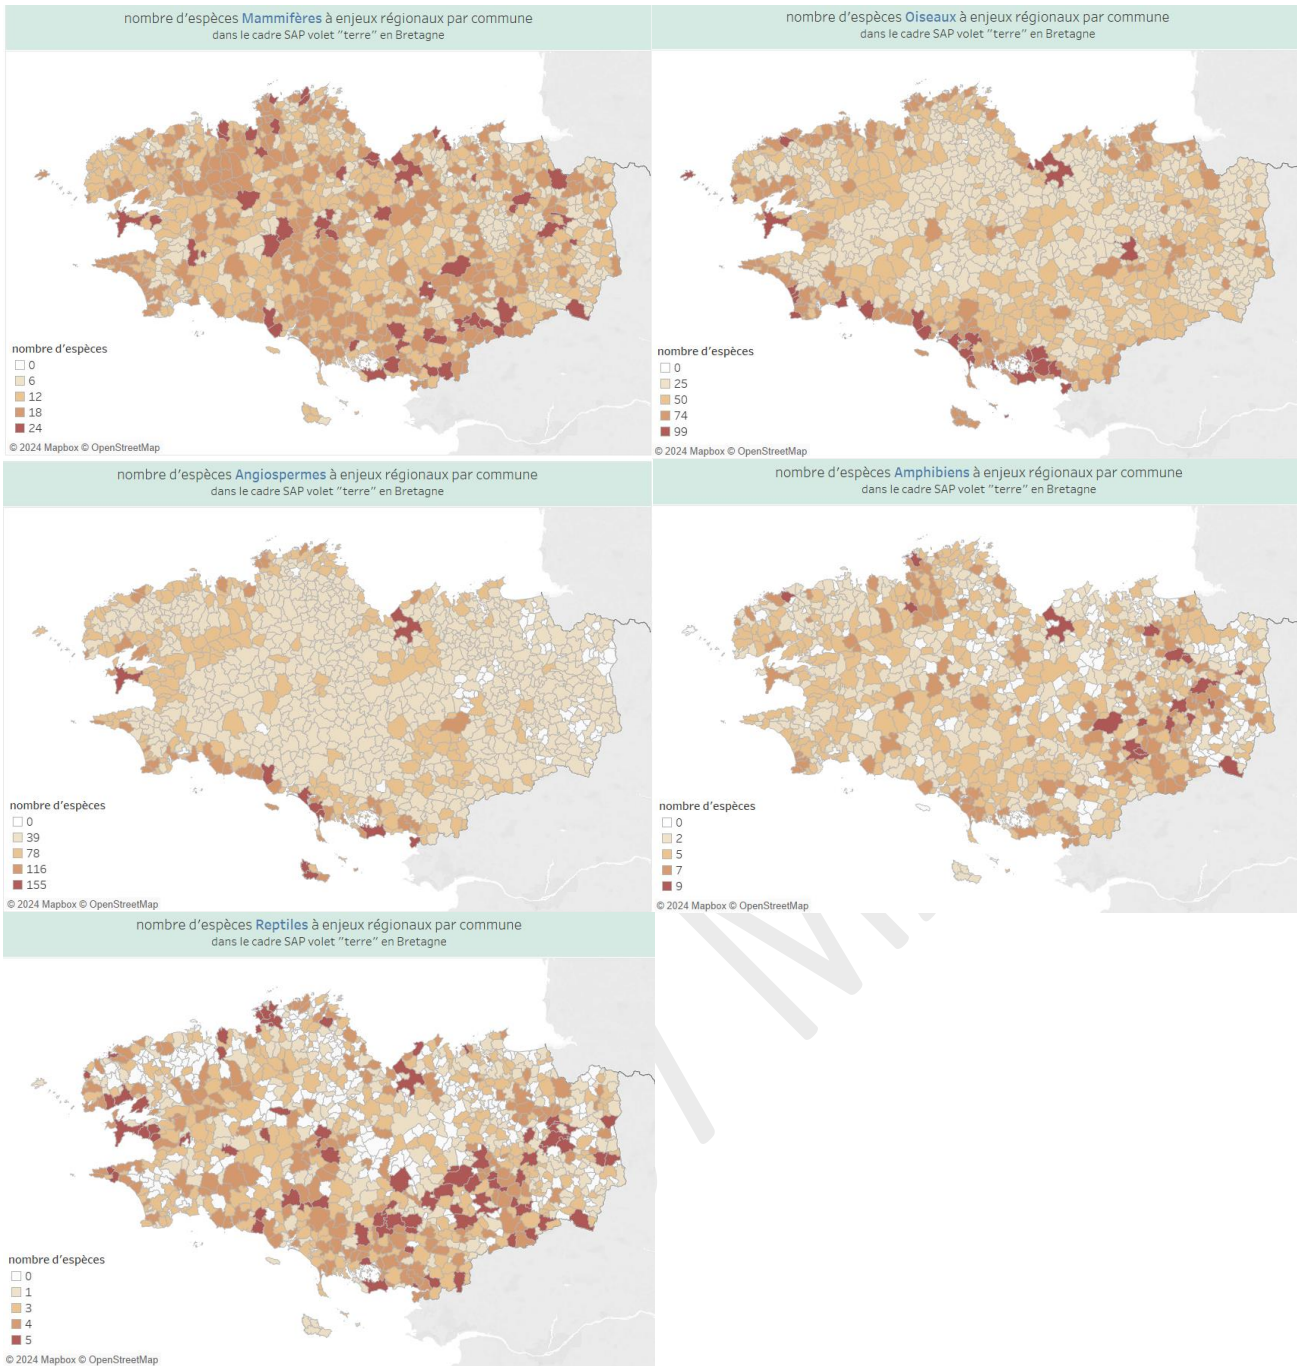 nombre d'espèces Mammifères à enjeux régionaux par commune
dans le cadre SAP volet "terre" en Bretagne
nombre d'espèces
0
6
12
18
24
© 2024 Mapbox © OpenStreetMap
nombre d'espèces Oiseaux à enjeux régionaux par commune
dans le cadre SAP volet "terre" en Bretagne
nombre d'espèces
0
25
50
74
99
© 2024 Mapbox © OpenStreetMap
nombre d'espèces Angiospermes à enjeux régionaux par commune
dans le cadre SAP volet "terre" en Bretagne
nombre d'espèces
0
39
78
116
155
© 2024 Mapbox © OpenStreetMap
nombre d'espèces Amphibiens à enjeux régionaux par commune
dans le cadre SAP volet "terre" en Bretagne
nombre d'espèces
0
2
5
7
9
© 2024 Mapbox © OpenStreetMap
nombre d'espèces Reptiles à enjeux régionaux par commune
dans le cadre SAP volet "terre" en Bretagne
nombre d'espèces
0
1
3
4
5
© 2024 Mapbox © OpenStreetMap